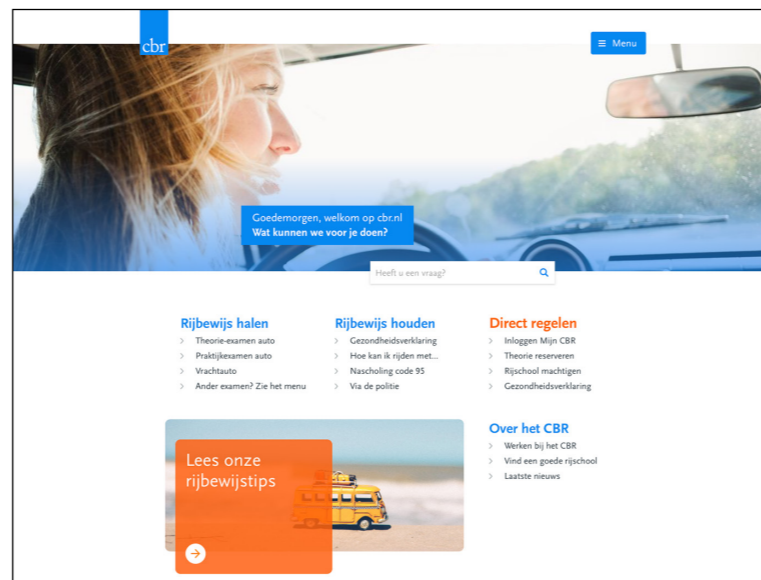 cbr
Menu
Goedemorgen, welkom op cbr.nl
Wat kunnen we voor je doen?
Heeft u een vraag?
Rijbewijs halen
Theorie-examen auto
Praktijkexamen auto
Vrachtauto
Ander examen? Zie het menu
Rijbewijs houden
Gezondheidsverklaring
Hoe kan ik rijden met...
Nascholing code 95
Via de politie
Direct regelen
Inloggen Mijn CBR
Theorie reserveren
Rijschool machtigen
Gezondheidsverklaring
Lees onze
rijbewijstips
Over het CBR
Werken bij het CBR
Vind een goede rijschool
Laatste nieuws